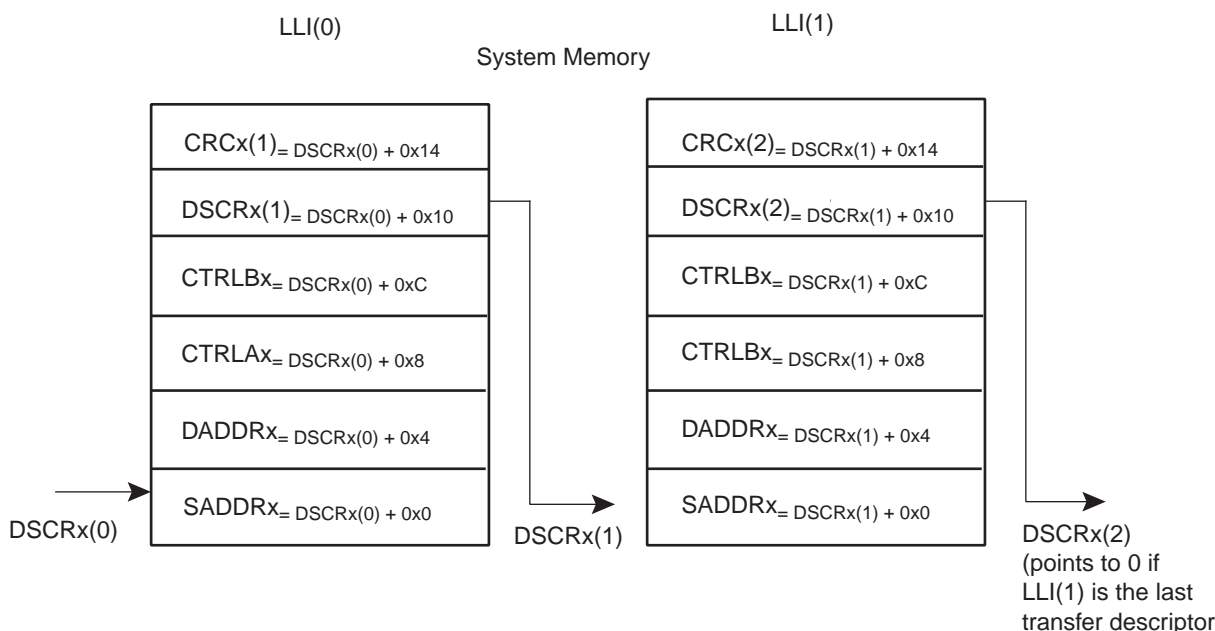 LLI(0)
LLI(1)
System Memory
CRCx(1)= DSCRx(0) + 0x14
DSCRx(1)= DSCRx(0) + 0x10
CTRLBx= DSCRx(0) + 0xC
CTRLAx= DSCRx(0) + 0x8
DADDRx= DSCRx(0) + 0x4
SADDRx= DSCRx(0) + 0x0
DSCRx(0)
DSCRx(1)
CRCx(2)= DSCRx(1) + 0x14
DSCRx(2)= DSCRx(1) + 0x10
CTRLBx= DSCRx(1) + 0xC
CTRLBx= DSCRx(1) + 0x8
DADDRx= DSCRx(1) + 0x4
SADDRx= DSCRx(1) + 0x0
DSCRx(2)
(points to 0 if
LLI(1) is the last
transfer descriptor